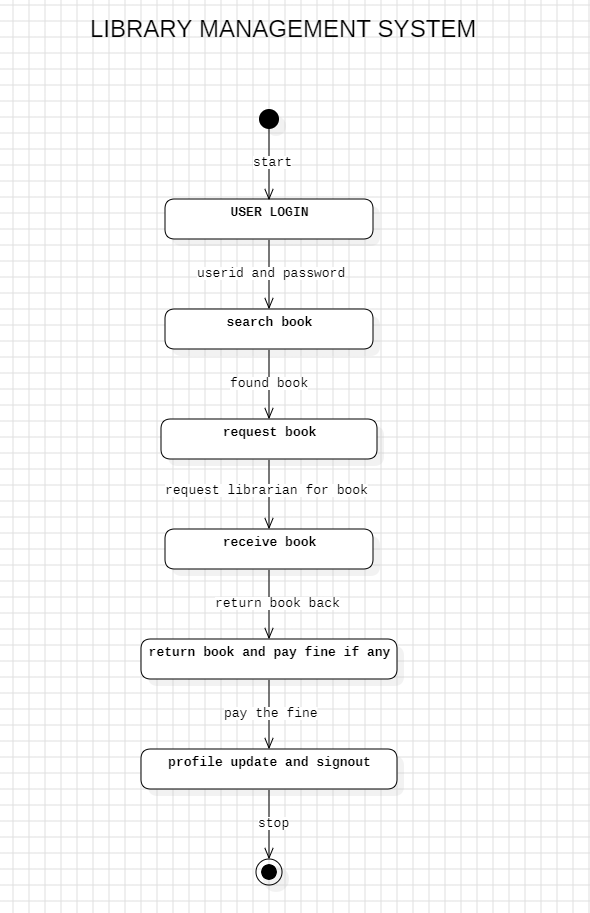 LIBRARY MANAGEMENT SYSTEM
start
USER LOGIN
userid and password
search book
found book
request book
request librarian for book
receive book
return book back
return book and pay fine if any
pay the fine
profile update and signout
stop